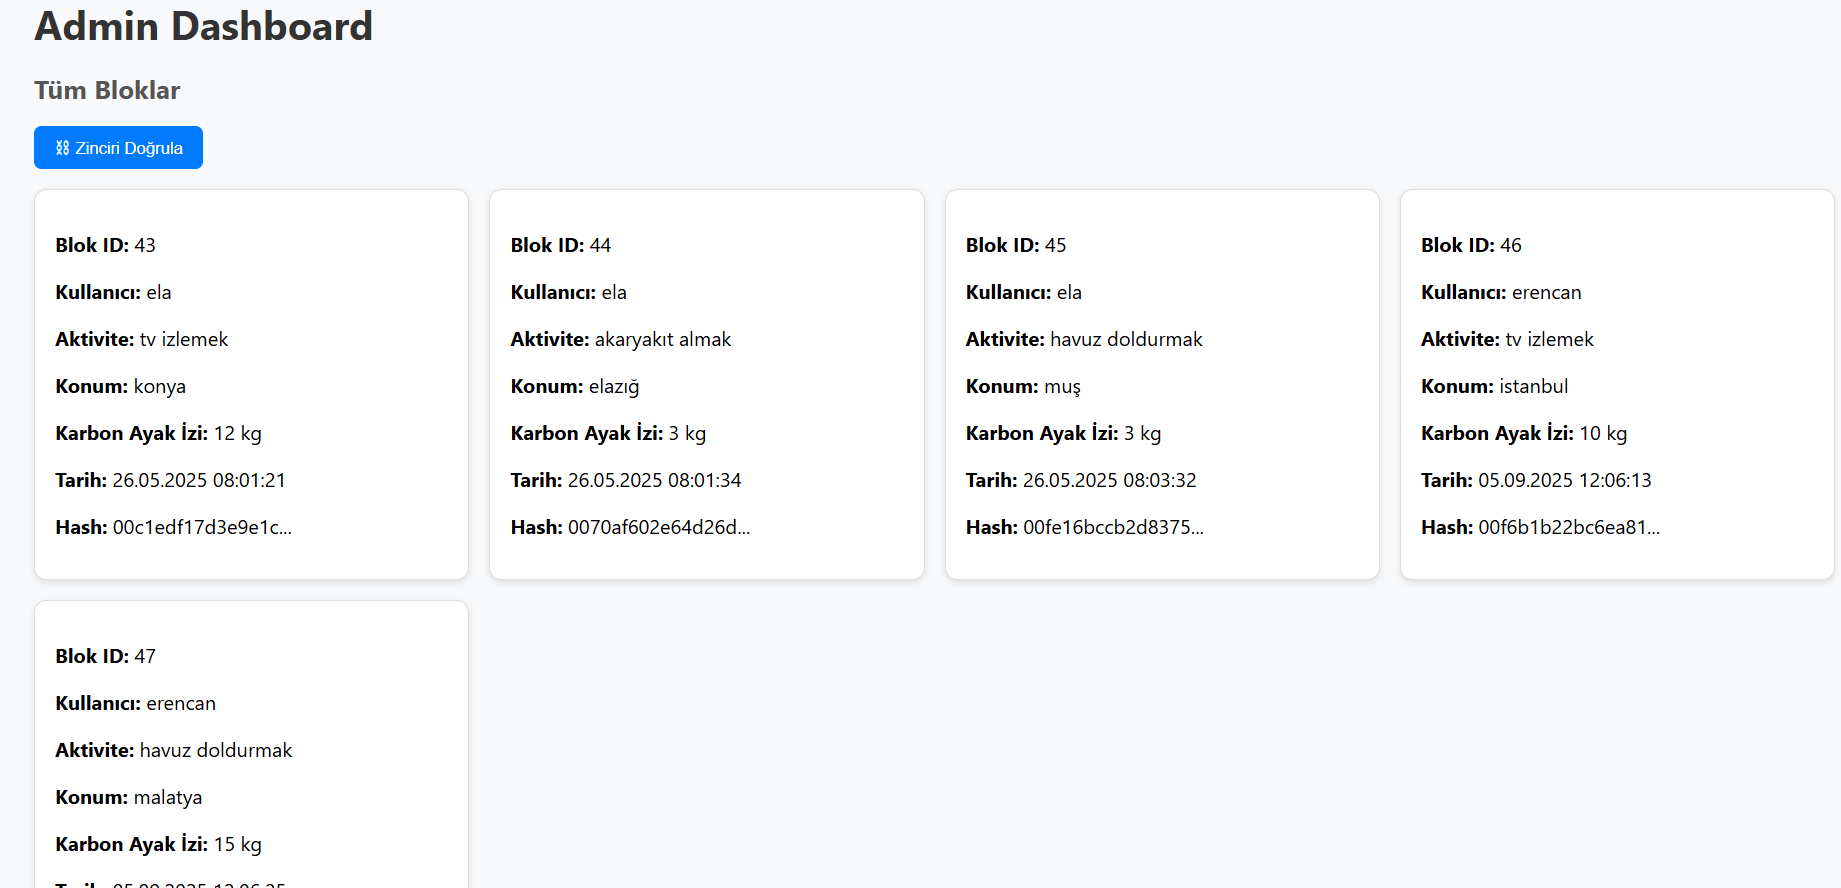 Admin Dashboard
Tüm Bloklar
⛓ Zinciri Doğrula
Blok ID: 43
Kullanıcı: ela
Aktivite: tv izlemek
Konum: konya
Karbon Ayak İzi: 12 kg
Tarih: 26.05.2025 08:01:21
Hash: 00c1edf17d3e9e1c...
Blok ID: 44
Kullanıcı: ela
Aktivite: akaryakıt almak
Konum: elazığ
Karbon Ayak İzi: 3 kg
Tarih: 26.05.2025 08:01:34
Hash: 0070af602e64d26d...
Blok ID: 45
Kullanıcı: ela
Aktivite: havuz doldurmak
Konum: muş
Karbon Ayak İzi: 3 kg
Tarih: 26.05.2025 08:03:32
Hash: 00fe16bccb2d8375...
Blok ID: 46
Kullanıcı: erencan
Aktivite: tv izlemek
Konum: istanbul
Karbon Ayak İzi: 10 kg
Tarih: 05.09.2025 12:06:13
Hash: 00f6b1b22bc6ea81...
Blok ID: 47
Kullanıcı: erencan
Aktivite: havuz doldurmak
Konum: malatya
Karbon Ayak İzi: 15 kg